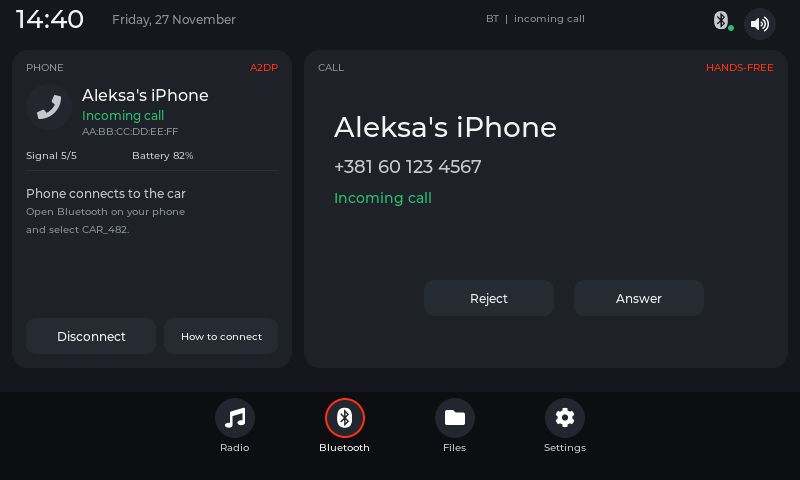 14:40
Friday, 27 November
BT | incoming call
PHONE
A2DP
Aleksa's iPhone
Incoming call
AA:BB:CC:DD:EE:FF
Signal 5/5
Battery 82%
Phone connects to the car
Open Bluetooth on your phone
and select CAR_482.
Disconnect
How to connect
CALL
HANDS-FREE
Aleksa's iPhone
+381 60 123 4567
Incoming call
Reject
Answer
Radio
Bluetooth
Files
Settings